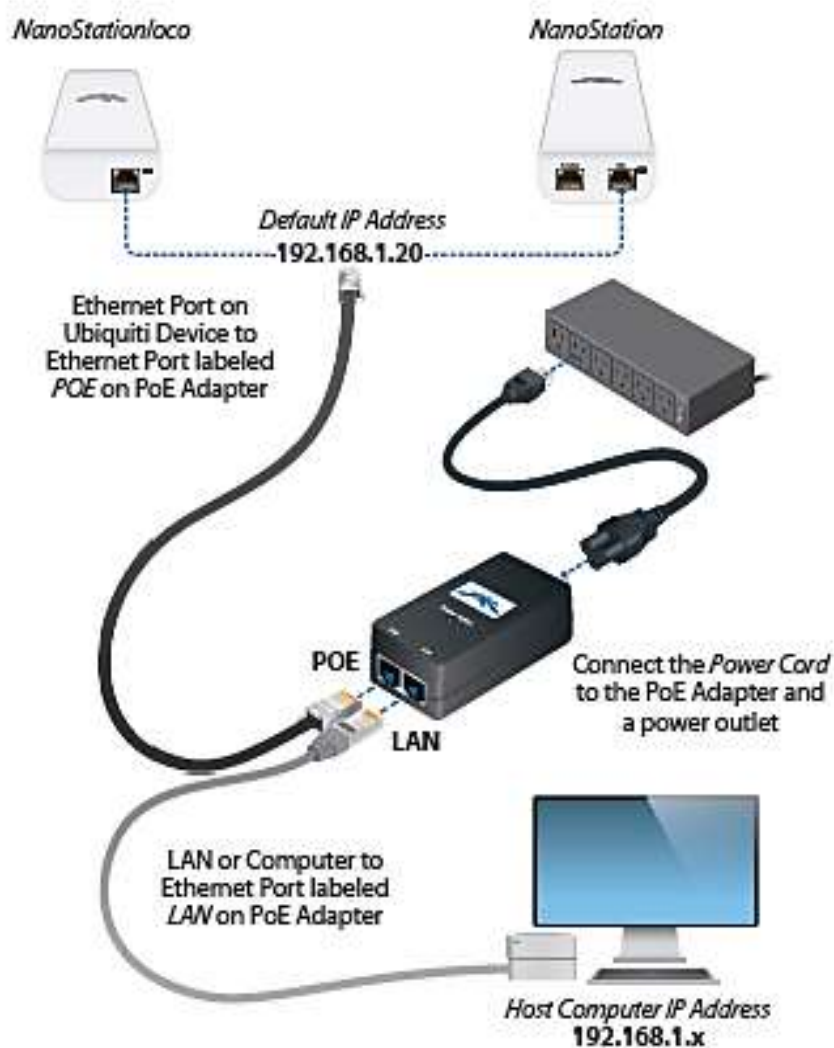 NanoStationloco
NanoStation
Default IP Address
192.168.1.20
Ethernet Port on
Ubiquiti Device to
Ethernet Port labeled
POE on PoE Adapter
POE
LAN
Connect the Power Cord
to the PoE Adapter and
a power outlet
LAN or Computer to
Ethernet Port labeled
LAN on PoE Adapter
Host Computer IP Address
192.168.1.x